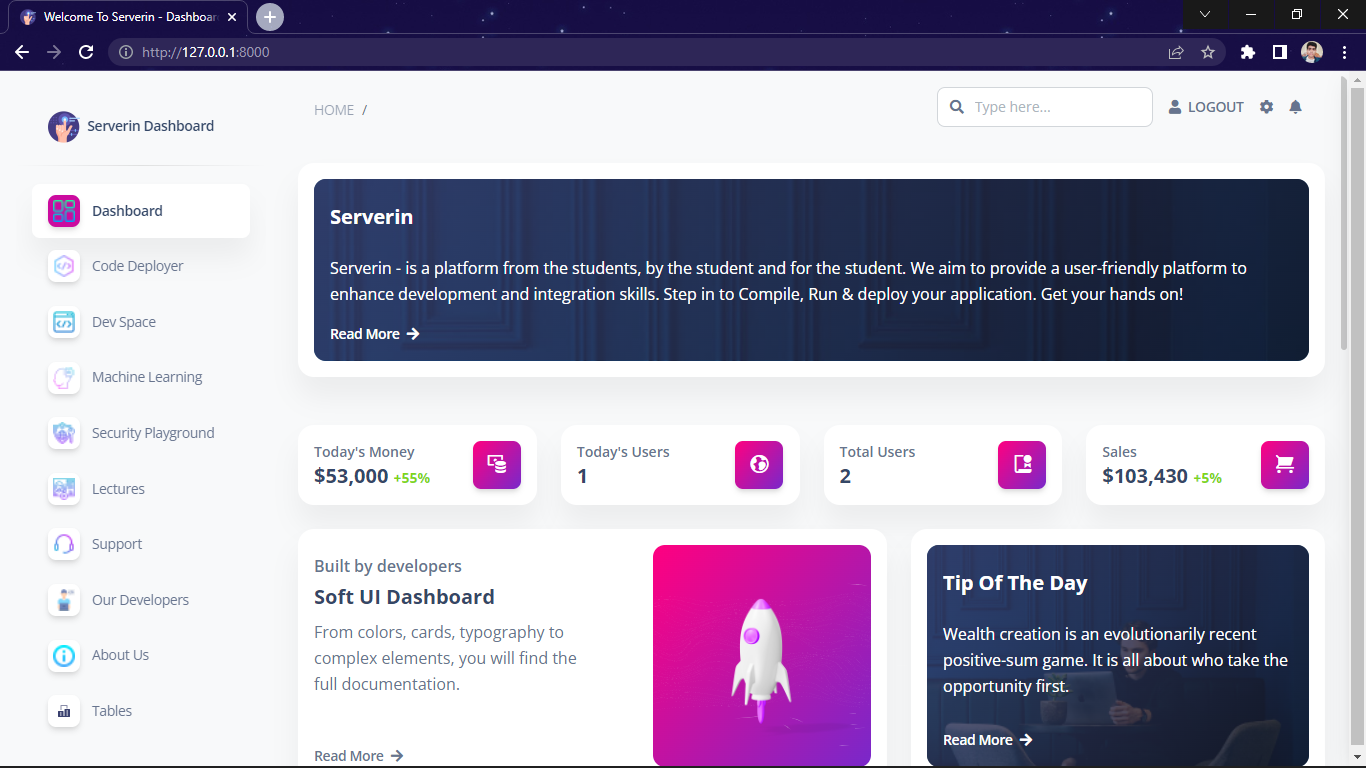 Welcome To Serverin - Dashboar
http://127.0.0.1:8000
Serverin Dashboard
HOME /
Type here...
LOGOUT
Dashboard
Code Deployer
Dev Space
Machine Learning
Security Playground
Lectures
Support
Our Developers
About Us
Tables
Serverin
Serverin - is a platform from the students, by the student and for the student. We aim to provide a user-friendly platform to
enhance development and integration skills. Step in to Compile, Run & deploy your application. Get your hands on!
Read More
Today's Money
$53,000 +55%
Today's Users
1
Total Users
2
Sales
$103,430 +5%
Built by developers
Soft UI Dashboard
From colors, cards, typography to
complex elements, you will find the
full documentation.
Read More
Tip Of The Day
Wealth creation is an evolutionarily recent
positive-sum game. It is all about who take the
opportunity first.
Read More